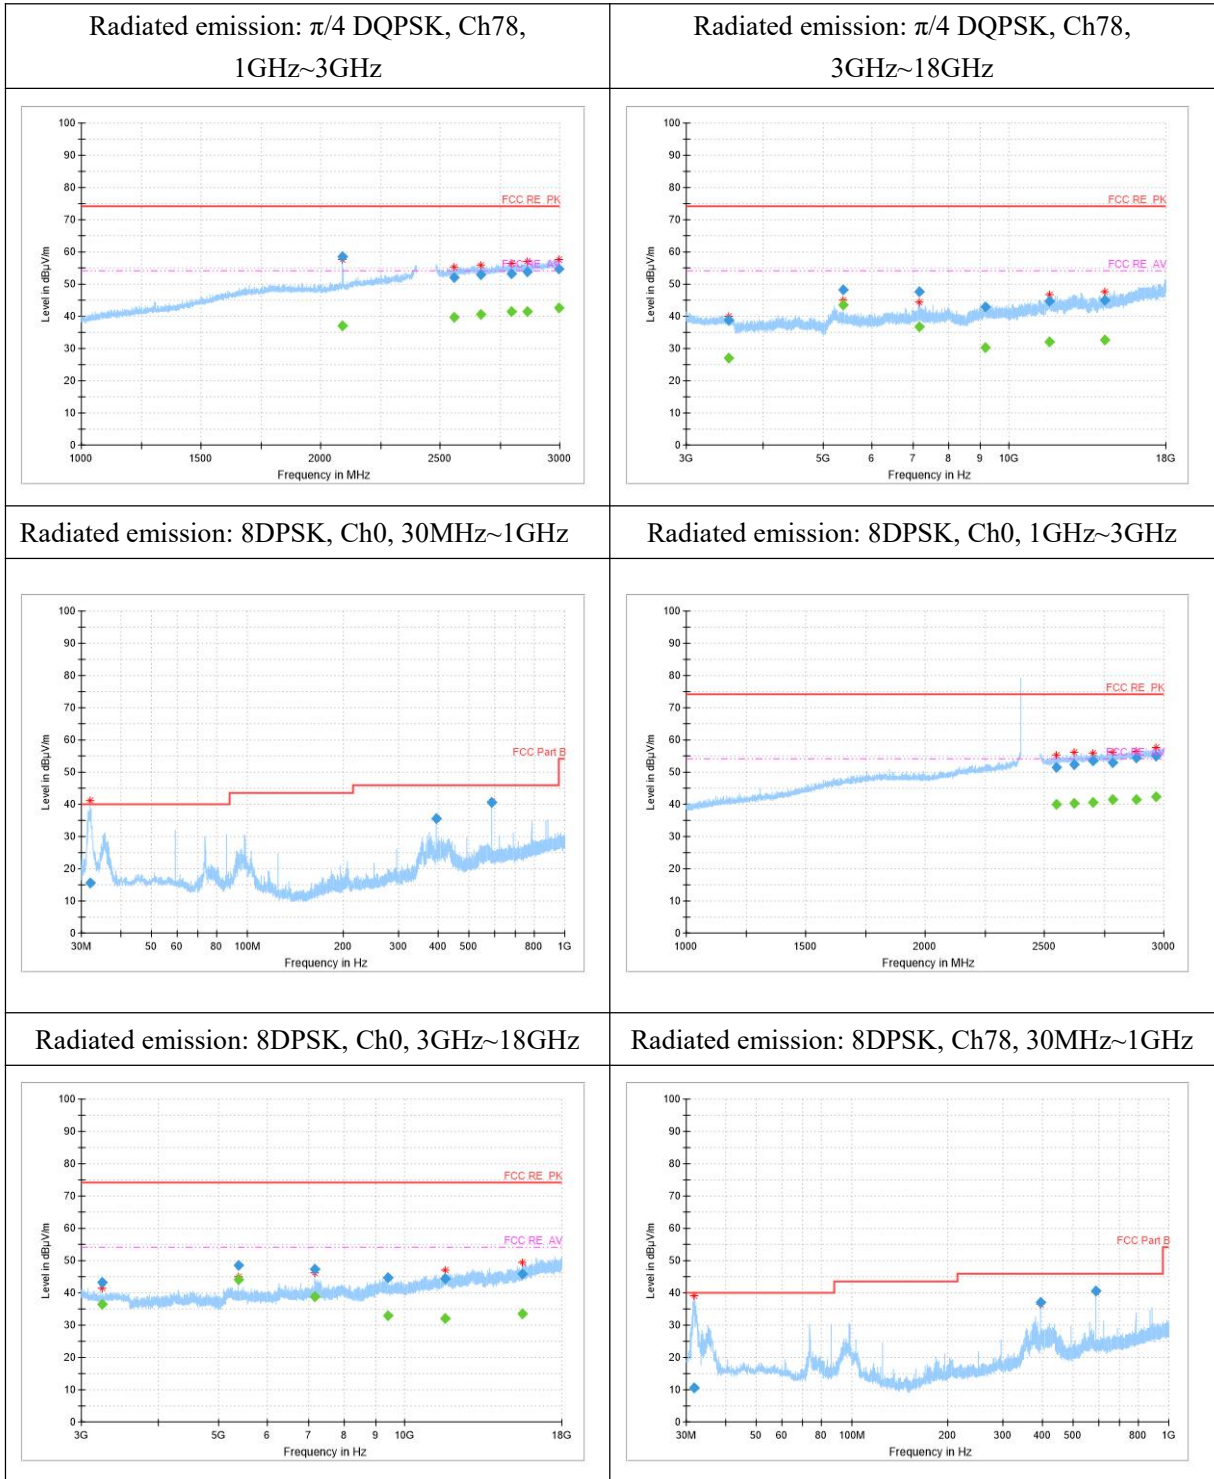 Radiated emission: π/4 DQPSK, Ch78,
1GHz~3GHz
Radiated emission: π/4 DQPSK, Ch78,
3GHz~18GHz
100
90
80
70
60
50
40
30
20
10
0
Level in dBμV/m
FCC RE PK
1000
1500
2000
2500
3000
Frequency in MHz
100
90
80
70
60
50
40
30
20
10
0
Level in dBμV/m
FCC RE PK
FCC RE AV
3G
5G
6
7
8
9
10G
18G
Frequency in Hz
Radiated emission: 8DPSK, Ch0, 30MHz~1GHz
Radiated emission: 8DPSK, Ch0, 1GHz~3GHz
100
90
80
70
60
50
40
30
20
10
0
Level in dBμV/m
FCC Part B
30M
50
60
80
100M
200
300
400
500
800
1G
Frequency in Hz
100
90
80
70
60
50
40
30
20
10
0
Level in dBμV/m
FCC RE PK
1000
1500
2000
2500
3000
Frequency in MHz
Radiated emission: 8DPSK, Ch0, 3GHz~18GHz
Radiated emission: 8DPSK, Ch78, 30MHz~1GHz
100
90
80
70
60
50
40
30
20
10
0
Level in dBμV/m
FCC RE PK
FCC RE AV
3G
5G
6
7
8
9
10G
18G
Frequency in Hz
100
90
80
70
60
50
40
30
20
10
0
Level in dBμV/m
FCC Part B
30M
50
60
80
100M
200
300
400
500
800
1G
Frequency in Hz